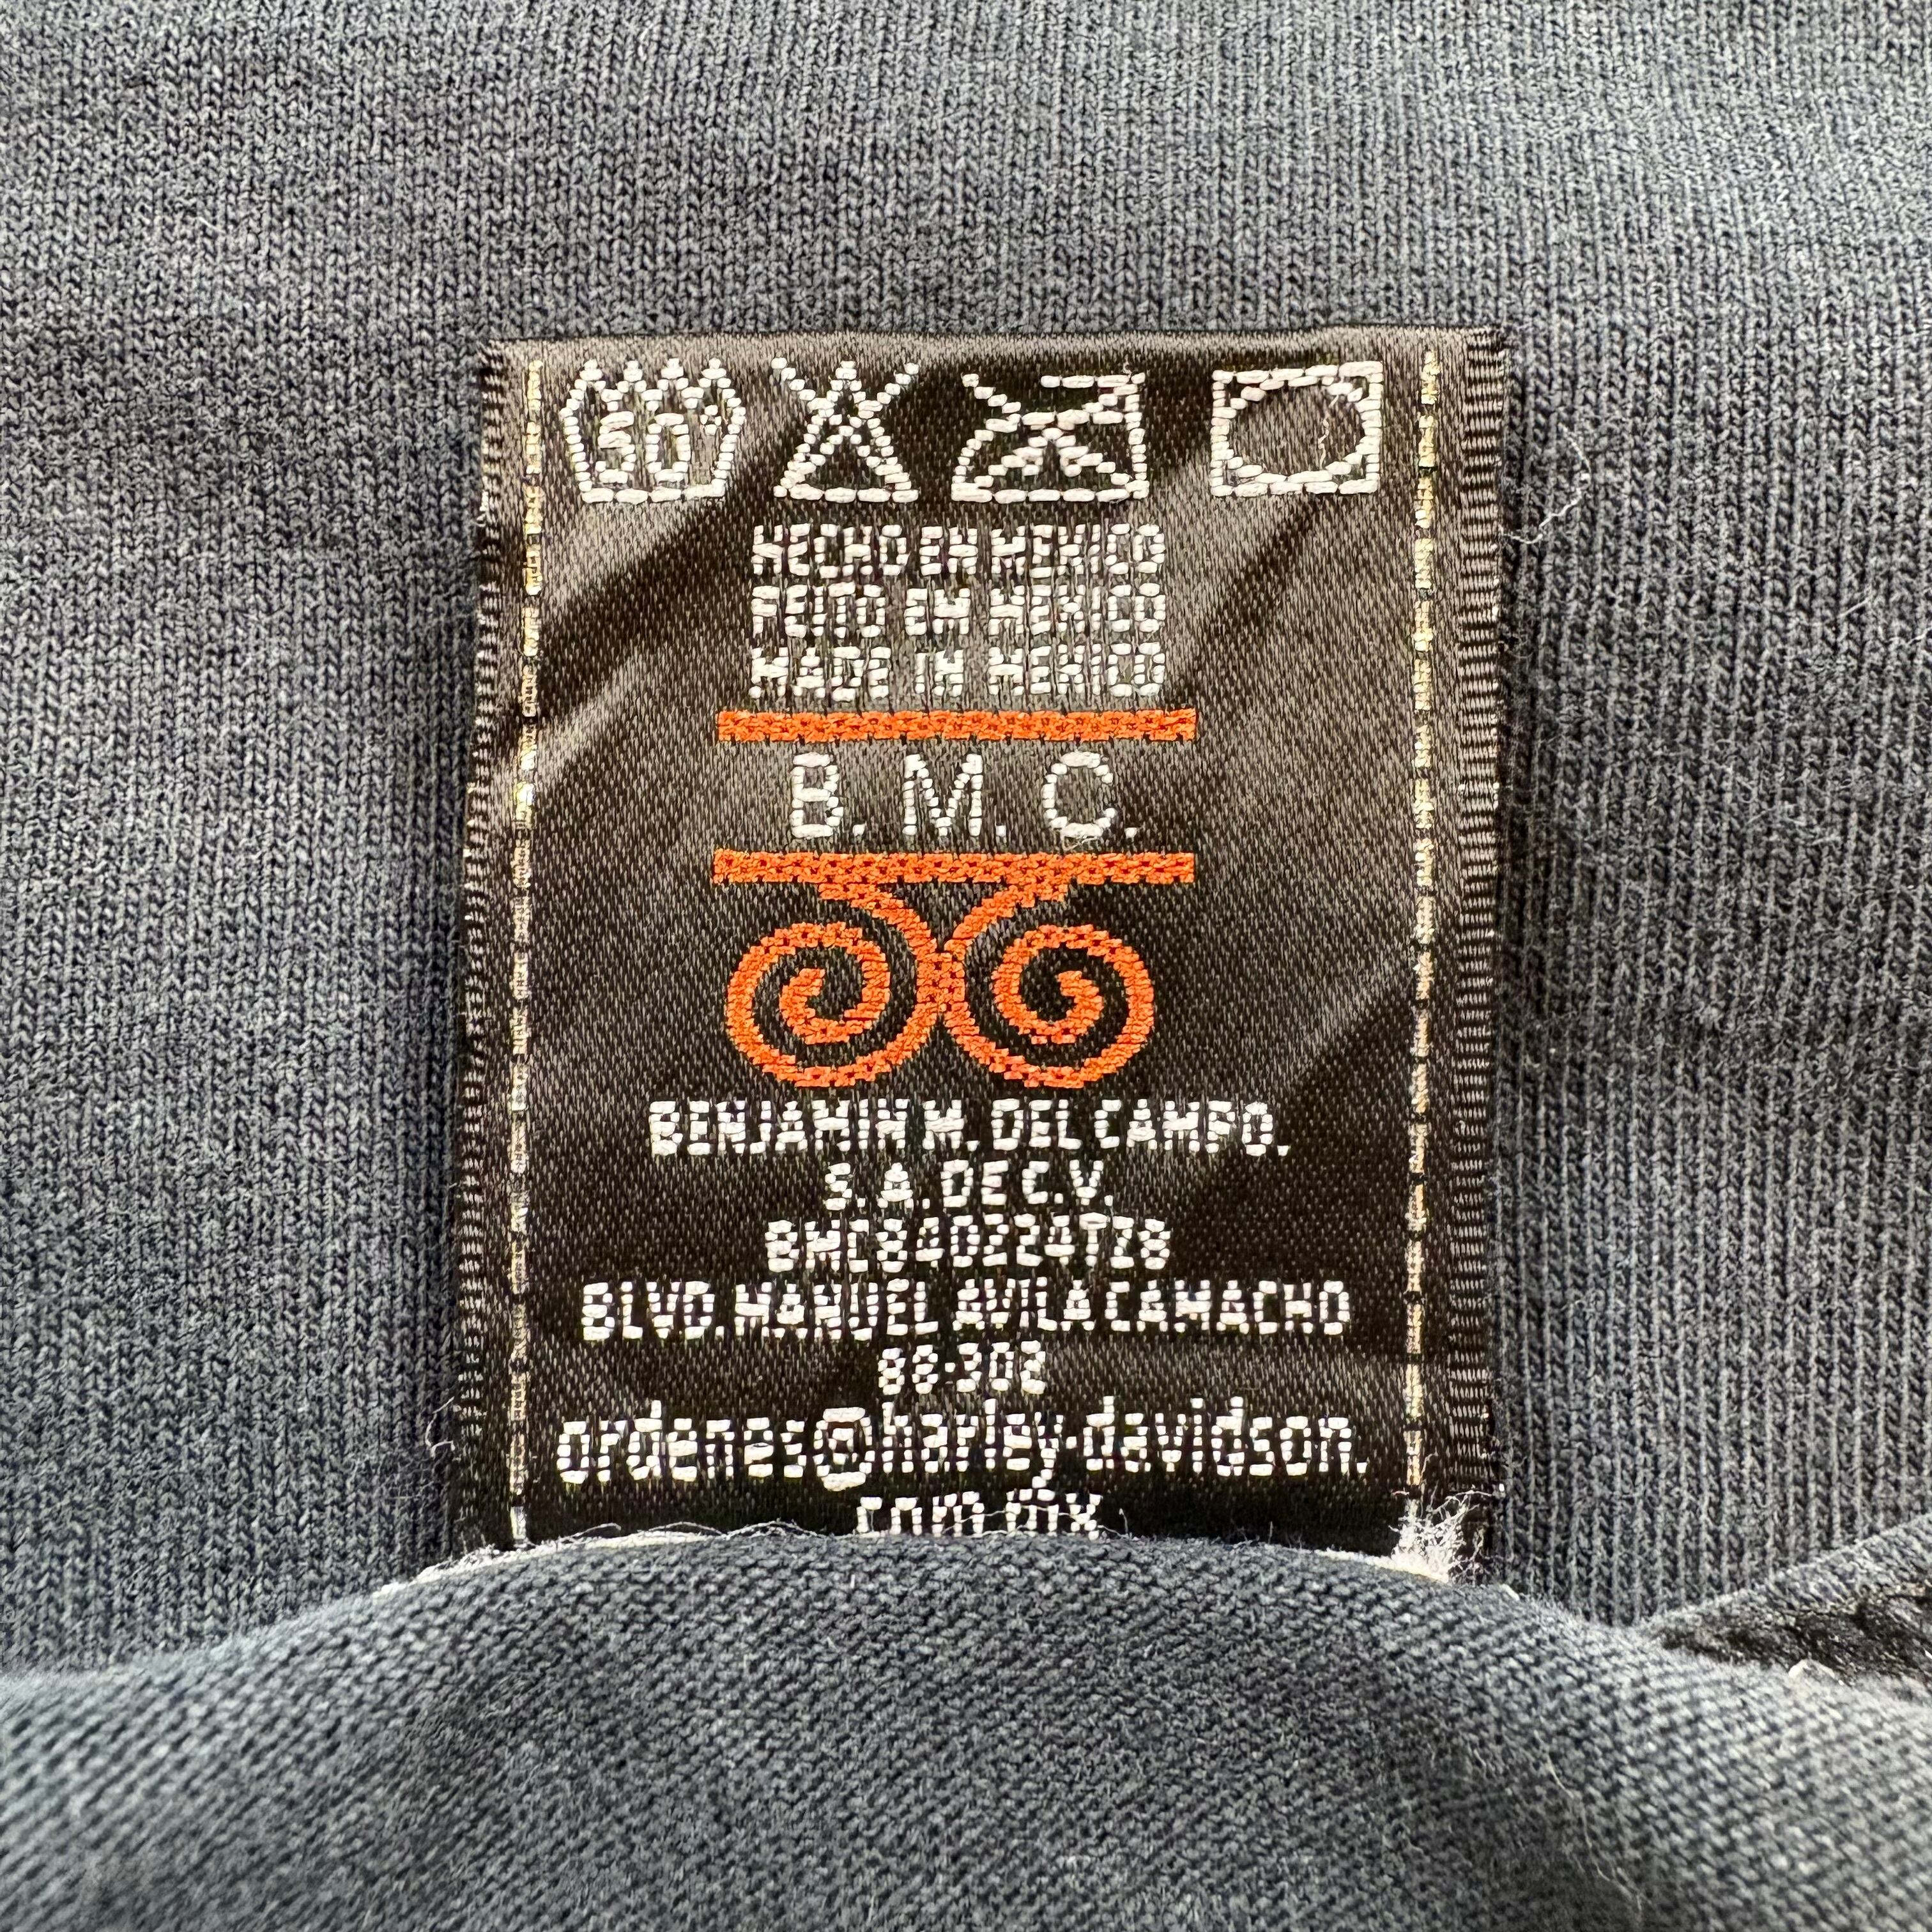 50°
HECHO EN MEXICO
FEITO EM MEXICO
MADE IN MEXICO
B. M. C.
BENJAMIN M. DEL CAMPO.
S.A. DE C.V.
BMC840224TZ8
BLVD. MANUEL AVILA CAMACHO
88-302
ordenes@harley-davidson.
com.mx